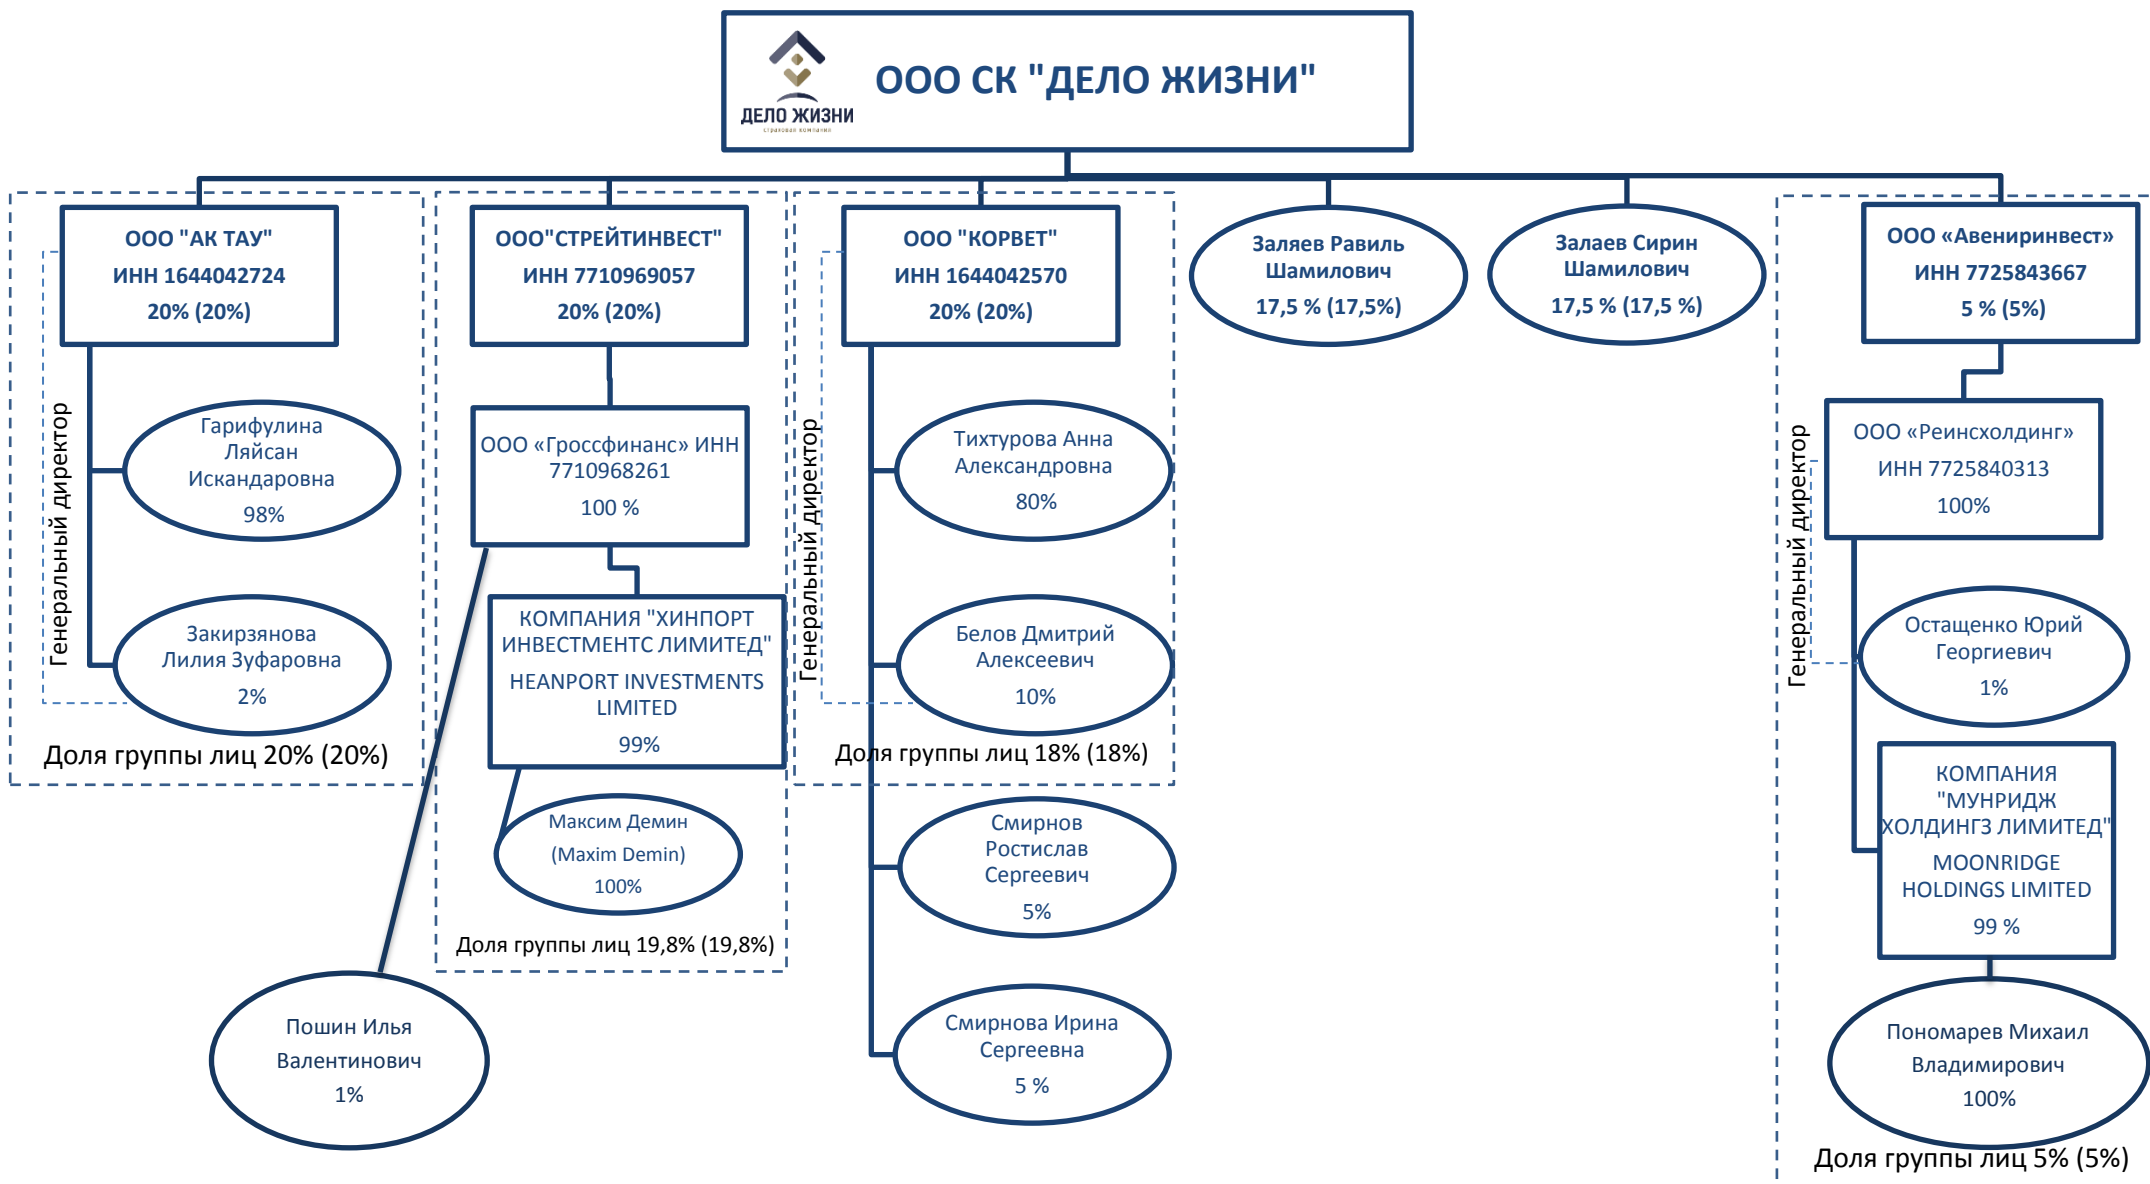 ДЕЛО ЖИЗНИ
страховая компания
ООО СК "ДЕЛО ЖИЗНИ"
ООО "АК ТАУ"
ИНН 1644042724
20% (20%)
Генеральный директор
Гарифулина
Ляйсан
Искандаровна
98%
Закирзянова
Лилия Зуфаровна
2%
Доля группы лиц 20% (20%)
ООО"СТРЕЙТИНВЕСТ"
ИНН 7710969057
20% (20%)
ООО «Гроссфинанс» ИНН
7710968261
100 %
КОМПАНИЯ "ХИНПОРТ
ИНВЕСТМЕНТС ЛИМИТЕД"
HEANPORT INVESTMENTS
LIMITED
99%
Максим Демин
(Maxim Demin)
100%
Доля группы лиц 19,8% (19,8%)
Пошин Илья
Валентинович
1%
ООО "КОРВЕТ"
ИНН 1644042570
20% (20%)
Генеральный директор
Тихтурова Анна
Александровна
80%
Белов Дмитрий
Алексеевич
10%
Доля группы лиц 18% (18%)
Смирнов
Ростислав
Сергеевич
5%
Смирнова Ирина
Сергеевна
5 %
Заляев Равиль
Шамилович
17,5 % (17,5%)
Залаев Сирин
Шамилович
17,5 % (17,5 %)
ООО «Авениринвест»
ИНН 7725843667
5 % (5%)
Генеральный директор
ООО «Реинсхолдинг»
ИНН 7725840313
100%
Остащенко Юрий
Георгиевич
1%
КОМПАНИЯ
"МУНРИДЖ
ХОЛДИНГЗ ЛИМИТЕД"
MOONRIDGE
HOLDINGS LIMITED
99 %
Пономарев Михаил
Владимирович
100%
Доля группы лиц 5% (5%)